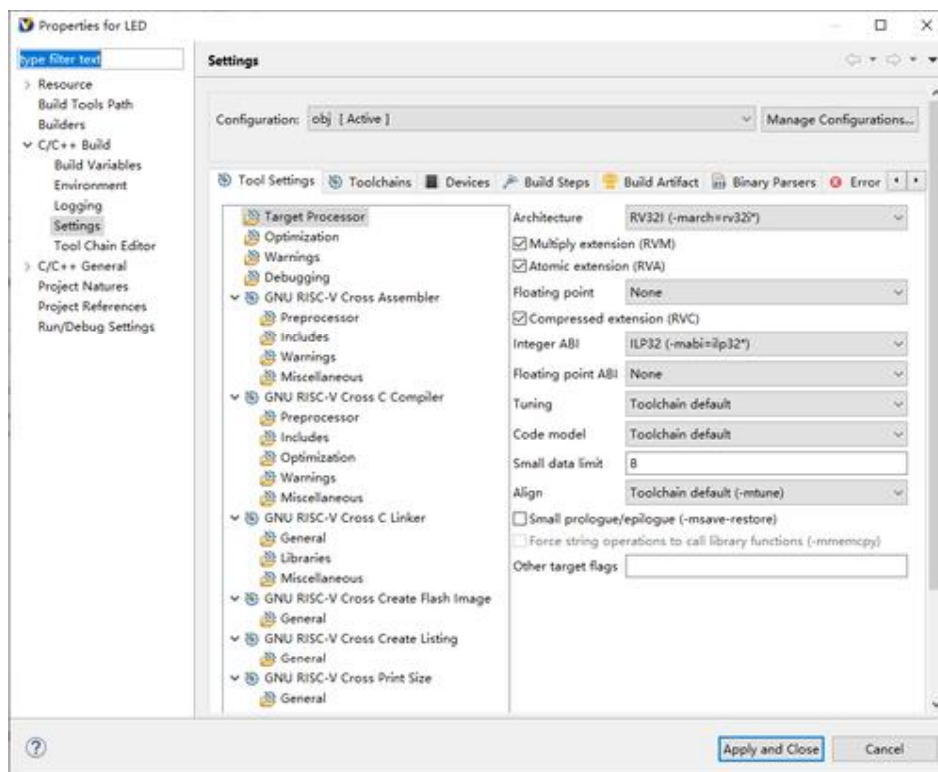 Properties for LED
type filter text
Settings
Resource
Build Tools Path
Builders
C/C++ Build
Build Variables
Environment
Logging
Settings
Tool Chain Editor
C/C++ General
Project Natures
Project References
Run/Debug Settings
Configuration: obj [ Active ] Manage Configurations...
Tool Settings Toolchains Devices Build Steps Build Artifact Binary Parsers Error
Target Processor
Optimization
Warnings
Debugging
GNU RISC-V Cross Assembler
Preprocessor
Includes
Warnings
Miscellaneous
GNU RISC-V Cross C Compiler
Preprocessor
Includes
Optimization
Warnings
Miscellaneous
GNU RISC-V Cross C Linker
General
Libraries
Miscellaneous
GNU RISC-V Cross Create Flash Image
General
GNU RISC-V Cross Create Listing
General
GNU RISC-V Cross Print Size
General
Architecture RV32I (-march=rv32i*)
Multiply extension (RVM)
Atomic extension (RVA)
Floating point None
Compressed extension (RVC)
Integer ABI ILP32 (-mabi=ilp32*)
Floating point ABI None
Tuning Toolchain default
Code model Toolchain default
Small data limit 8
Align Toolchain default (-mtune)
Small prologue/epilogue (-msave-restore)
Force string operations to call library functions (-mmemcpy)
Other target flags
Apply and Close Cancel